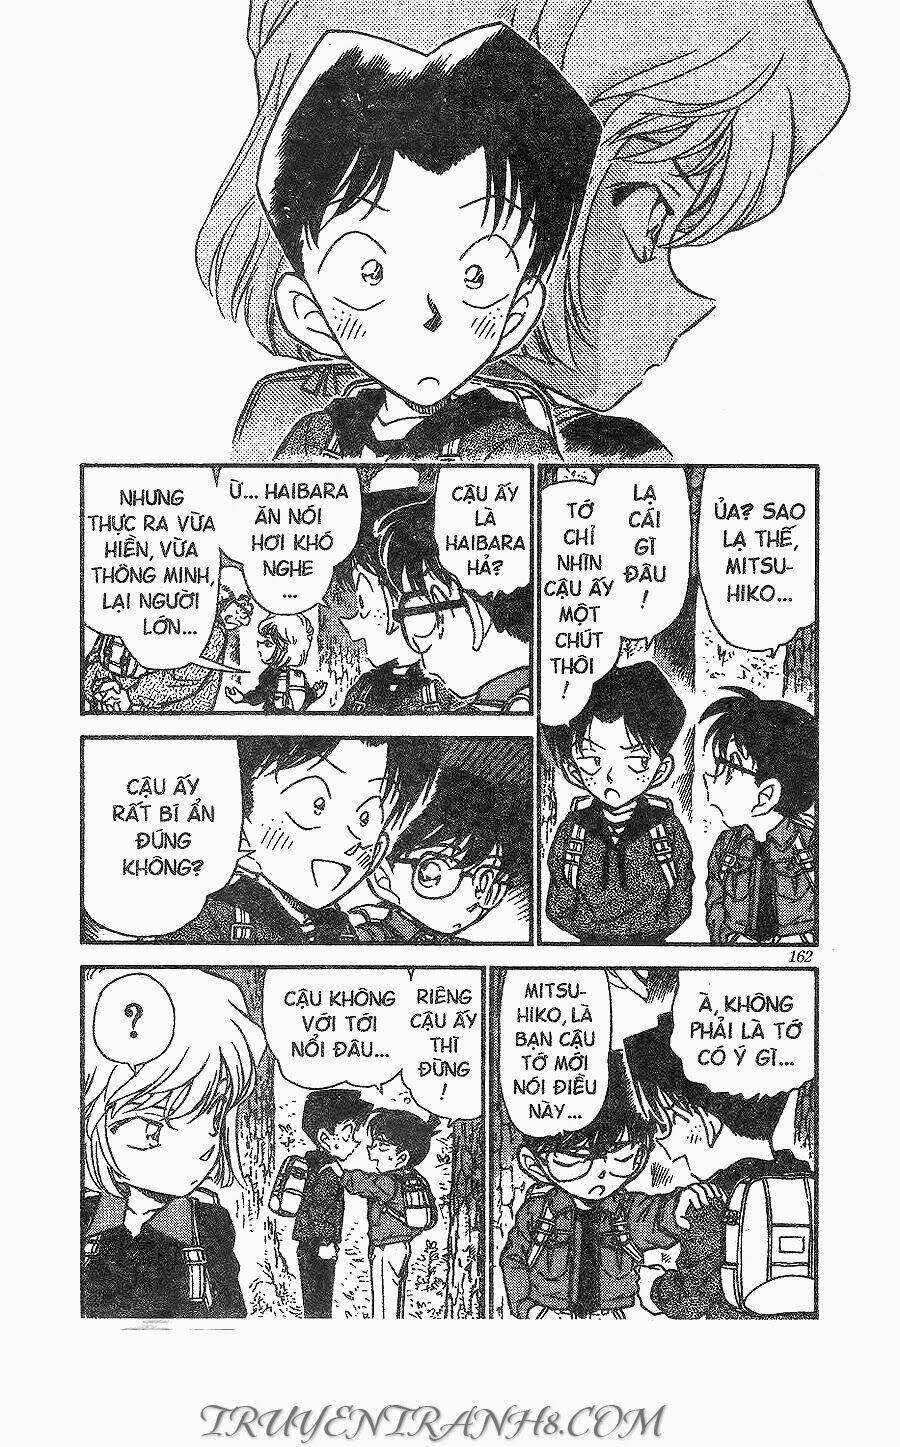 ỦA? SAO
LẠ THẾ,
MITSU-
HIKO...
LẠ
CÁI
GÌ
ĐÂU
!
TỚ
CHỈ
NHÌN
CẬU ẤY
MỘT
CHÚT
THÔI
!
CẬU ẤY
LÀ
HAIBARA
HẢ?
Ừ... HAIBARA
ĂN NÓI
HƠI KHÓ
NGHE
...
NHƯNG
THỰC RA VỪA
HIỀN, VỪA
THÔNG MINH,
LẠI NGƯỜI
LỚN...
CẬU ẤY
RẤT BÍ ẨN
ĐÚNG
KHÔNG?
162
À, KHÔNG
PHẢI LÀ TỚ
CÓ Ý GÌ...
MITSU-
HIKO, LÀ
BẠN CẬU
TỚ MỚI
NÓI ĐIỀU
NÀY...
RIÊNG
CẬU ẤY
THÌ
ĐỪNG
!
CẬU KHÔNG
VỚI TỚI
NỔI ĐÂU...
?
TRUYENTRANH8.COM